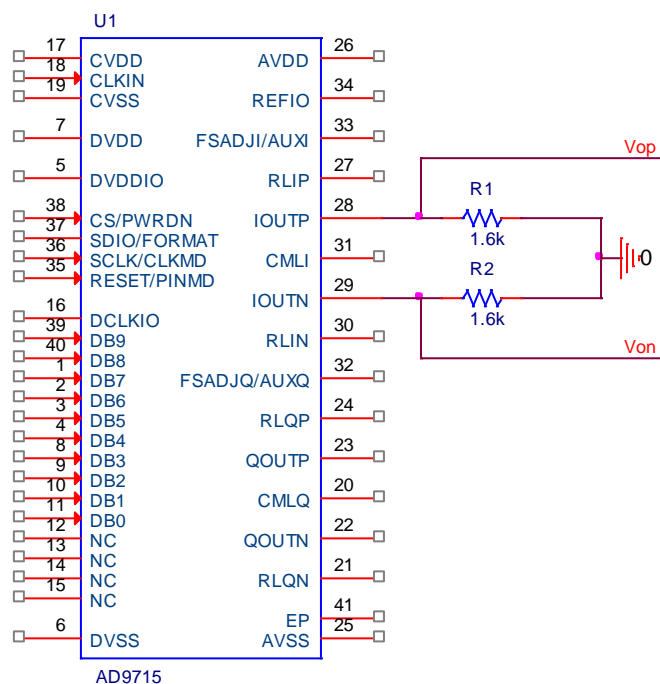 U1
17 CVDD AVDD 26
18 CLKIN
19 CVSS REFIO 34
7 DVDD FSADJI/AUXI 33
Vop
5 DVDDIO RLIP 27
R1
38 CS/PWRDN IOUTP 28
37 SDIO/FORMAT
1.6k
36 SCLK/CLKMD CMLI 31
0
35 RESET/PINMD
R2
IOUTN 29
16 DCLKIO
1.6k
39 DB9 RLIN 30
Von
40 DB8
1 DB7 FSADJQ/AUXQ 32
2 DB6
3 DB5 RLQP 24
4 DB4
8 DB3 QOUTP 23
9 DB2
10 DB1 CMLQ 20
11 DB0
12 NC QOUTN 22
13 NC
14 NC RLQN 21
15 NC
EP 41
6 DVSS AVSS 25
AD9715